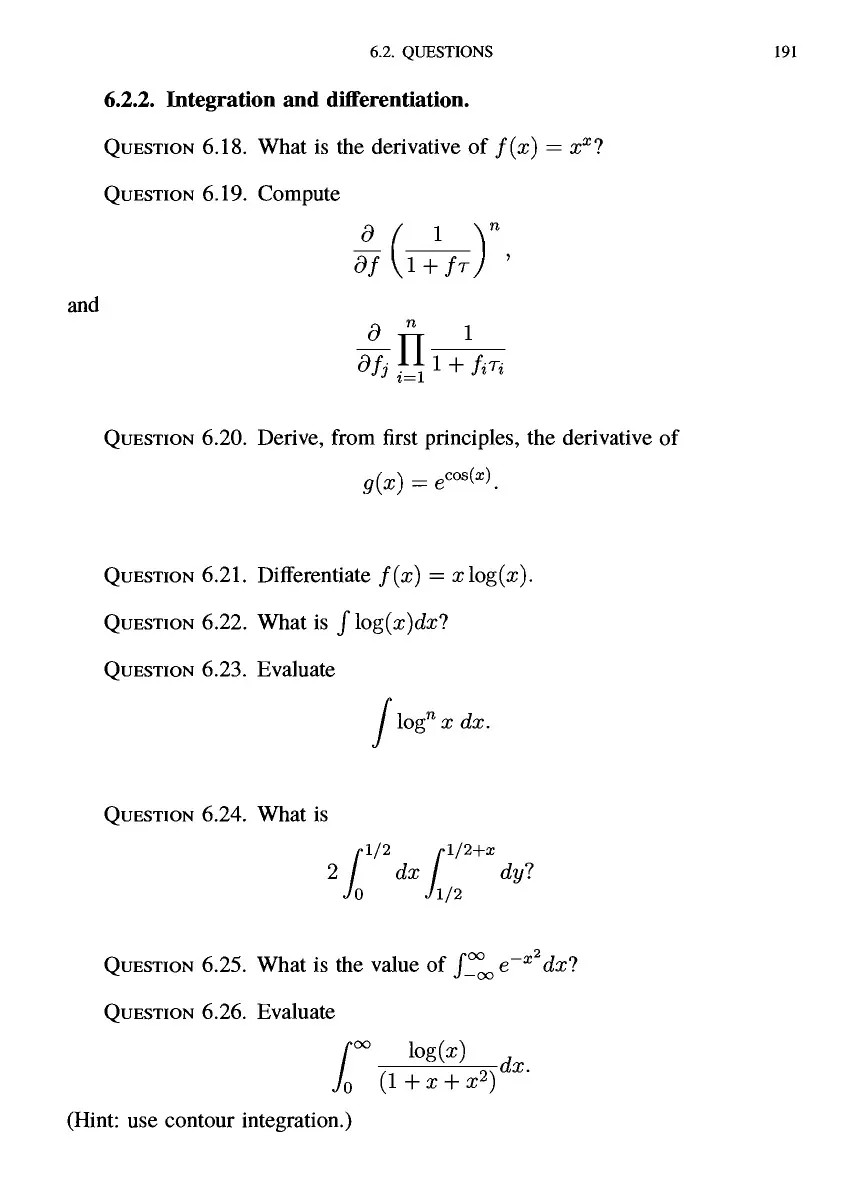 6.2. QUESTIONS 191
6.2.2. Integration and differentiation.
QUESTION 6.18. What is the derivative of f(x) = x^x?
QUESTION 6.19. Compute
∂/∂f (1/(1 + fτ))^n,
and
∂/∂f_j ∏_{i=1}^{n} 1/(1 + f_iτ_i)
QUESTION 6.20. Derive, from first principles, the derivative of
g(x) = e^{cos(x)}.
QUESTION 6.21. Differentiate f(x) = x log(x).
QUESTION 6.22. What is ∫ log(x)dx?
QUESTION 6.23. Evaluate
∫ log^n x dx.
QUESTION 6.24. What is
2 ∫_0^{1/2} dx ∫_{1/2}^{1/2+x} dy?
QUESTION 6.25. What is the value of ∫_{-∞}^{∞} e^{-x^2}dx?
QUESTION 6.26. Evaluate
∫_0^∞ log(x)/(1 + x + x^2) dx.
(Hint: use contour integration.)